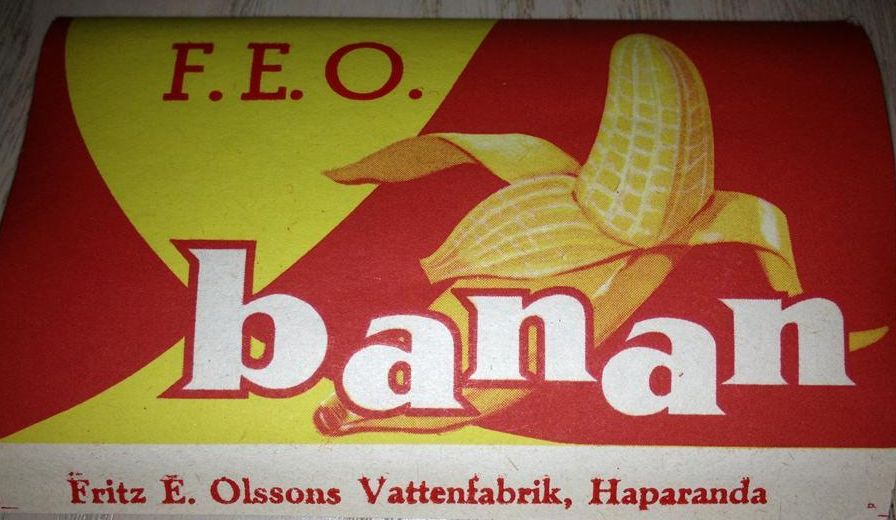 F. E. O.
banan
Fritz E. Olssons Vattenfabrik, Haparanda